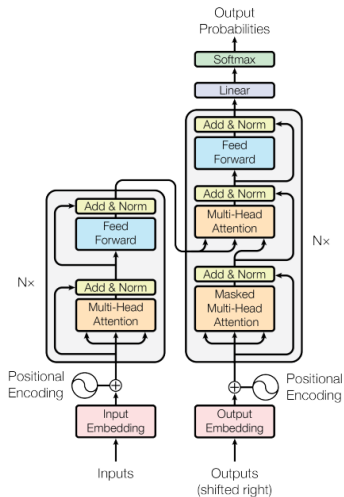 Output
Probabilities
Softmax
Linear
Add & Norm
Feed
Forward
Add & Norm
Multi-Head
Attention
Add & Norm
Masked
Multi-Head
Attention
N×
Positional
Encoding
Output
Embedding
Outputs
(shifted right)
Add & Norm
Feed
Forward
Add & Norm
Multi-Head
Attention
N×
Positional
Encoding
Input
Embedding
Inputs